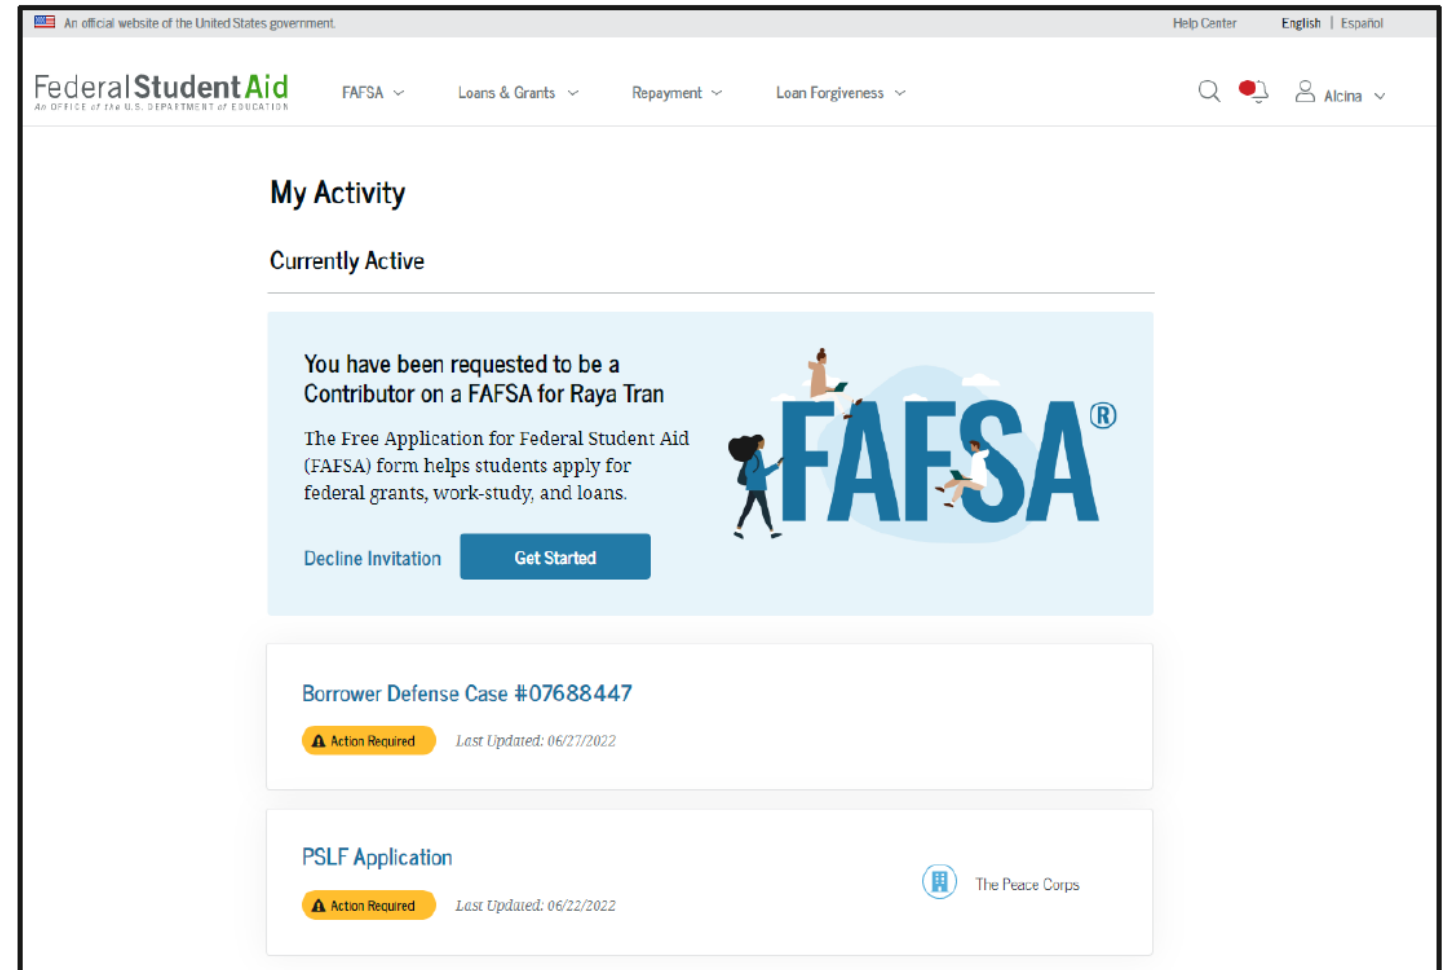 An official website of the United States government.
Help Center English | Español
Federal Student Aid
An OFFICE of the U.S. DEPARTMENT of EDUCATION
FAFSA Loans & Grants Repayment Loan Forgiveness Alcina
My Activity
Currently Active
You have been requested to be a
Contributor on a FAFSA for Raya Tran
The Free Application for Federal Student Aid
(FAFSA) form helps students apply for
federal grants, work-study, and loans.
Decline Invitation Get Started
FAFSA®
Borrower Defense Case #07688447
Action Required Last Updated: 06/27/2022
PSLF Application
The Peace Corps
Action Required Last Updated: 06/22/2022